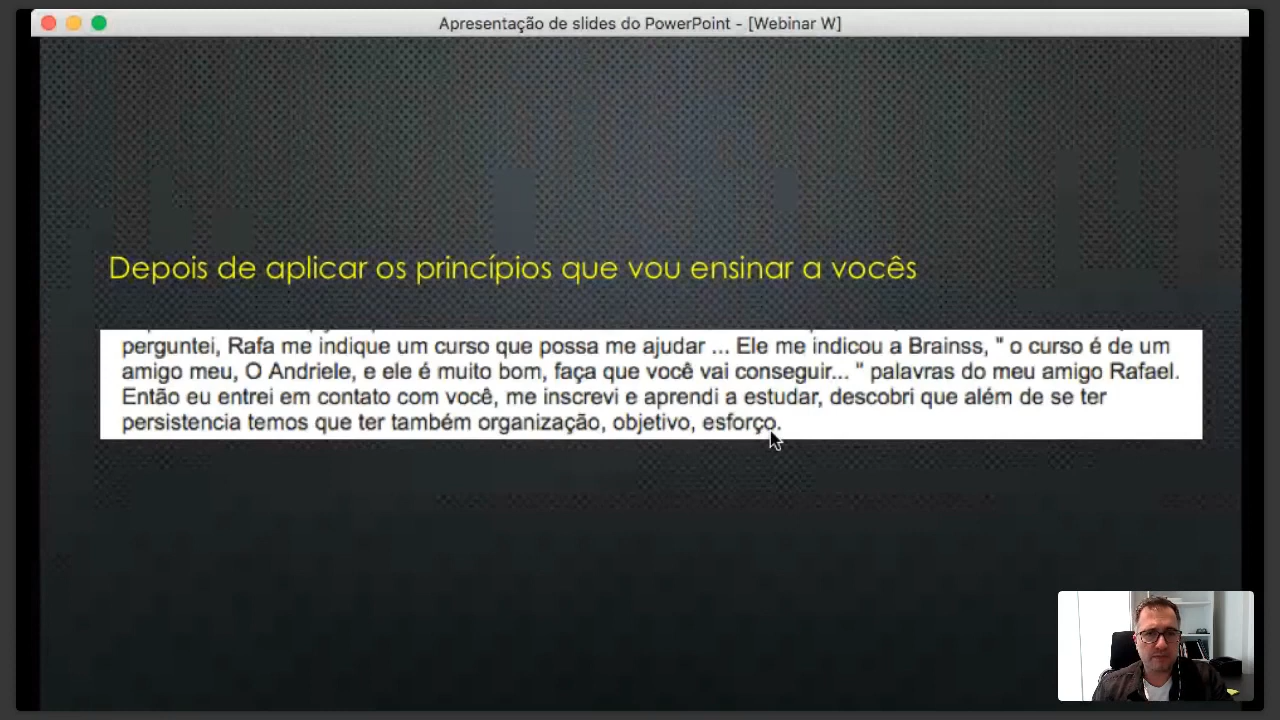 Apresentação de slides do PowerPoint - [Webinar W]
Depois de aplicar os princípios que vou ensinar a vocês
perguntei, Rafa me indique um curso que possa me ajudar ... Ele me indicou a Brainss, " o curso é de um
amigo meu, O Andriele, e ele é muito bom, faça que você vai conseguir... " palavras do meu amigo Rafael.
Então eu entrei em contato com você, me inscrevi e aprendi a estudar, descobri que além de se ter
persistencia temos que ter também organização, objetivo, esforço.